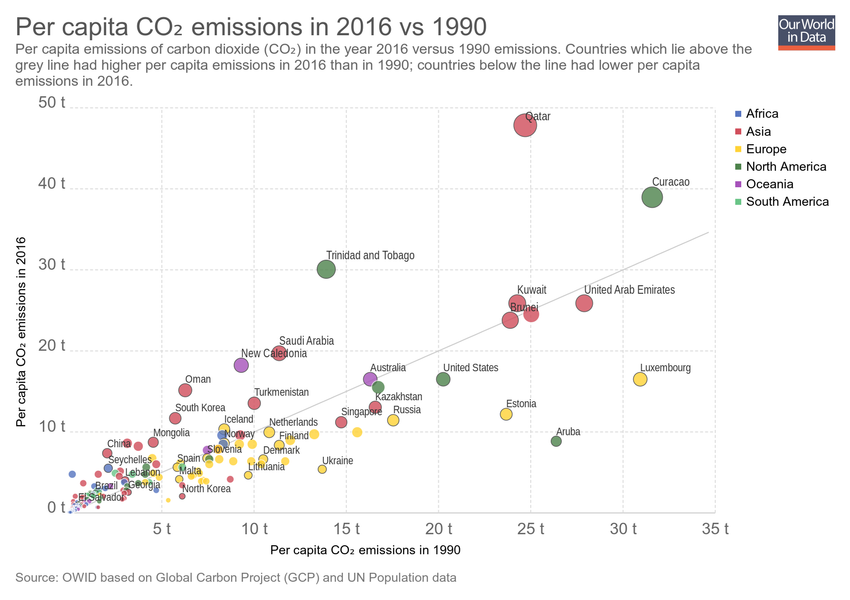 Per capita CO₂ emissions in 2016 vs 1990
Our World
in Data
Per capita emissions of carbon dioxide (CO₂) in the year 2016 versus 1990 emissions. Countries which lie above the
grey line had higher per capita emissions in 2016 than in 1990; countries below the line had lower per capita
emissions in 2016.
50 t
Qatar
Africa
Asia
Europe
North America
Oceania
South America
40 t
Curacao
Trinidad and Tobago
30 t
Kuwait
United Arab Emirates
Brunei
Saudi Arabia
20 t
New Caledonia
Australia
United States
Luxembourg
Oman
Turkmenistan
Kazakhstan
South Korea
Singapore
Russia
Estonia
10 t
Iceland
Netherlands
Mongolia
Norway
Finland
Aruba
China
Slovenia
Denmark
Seychelles
Spain
Ukraine
Lebanon
Malta
Lithuania
Brazil
Georgia
North Korea
El Salvador
0 t
5 t
10 t
15 t
20 t
25 t
30 t
35 t
Per capita CO₂ emissions in 2016
Per capita CO₂ emissions in 1990
Source: OWID based on Global Carbon Project (GCP) and UN Population data